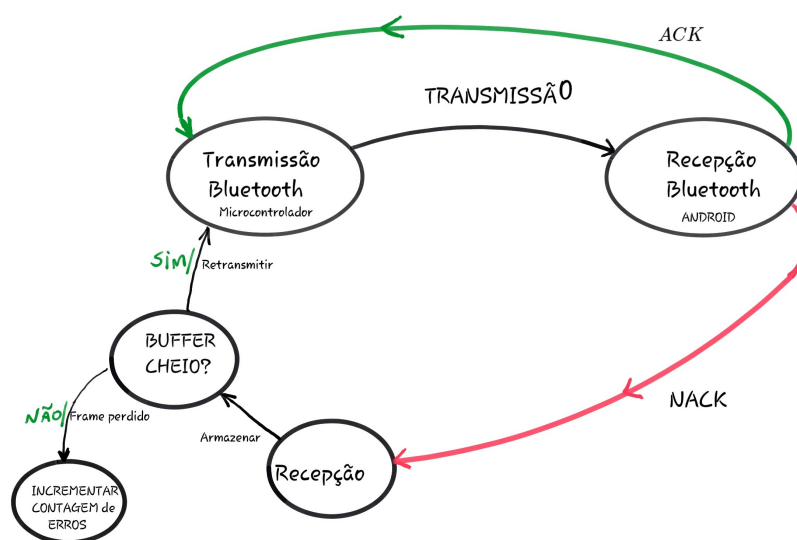 ACK
TRANSMISSÃO
Transmissão
Bluetooth
Microcontrolador
Recepção
Bluetooth
ANDROID
SIM/
Retransmitir
BUFFER
CHEIO?
NACK
NÃO/
Frame perdido
Armazenar
Recepção
INCREMENTAR
CONTAGEM de
ERROS